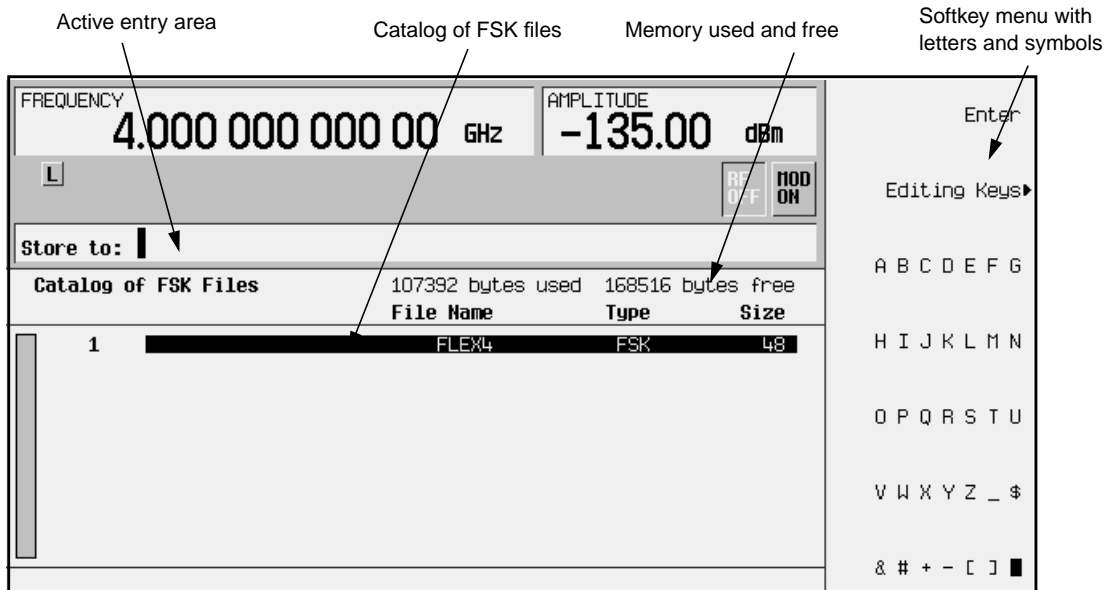 Active entry area
Catalog of FSK files
Memory used and free
Softkey menu with
letters and symbols
FREQUENCY
4.000 000 000 00 GHz
AMPLITUDE
-135.00 dBm
L
RF
OFF
MOD
ON
Store to:
Catalog of FSK Files 107392 bytes used 168516 bytes free
File Name Type Size
1 FLEX4 FSK 48
Enter
Editing Keys
A B C D E F G
H I J K L M N
O P Q R S T U
V W X Y Z _ $
& # + - [ ]